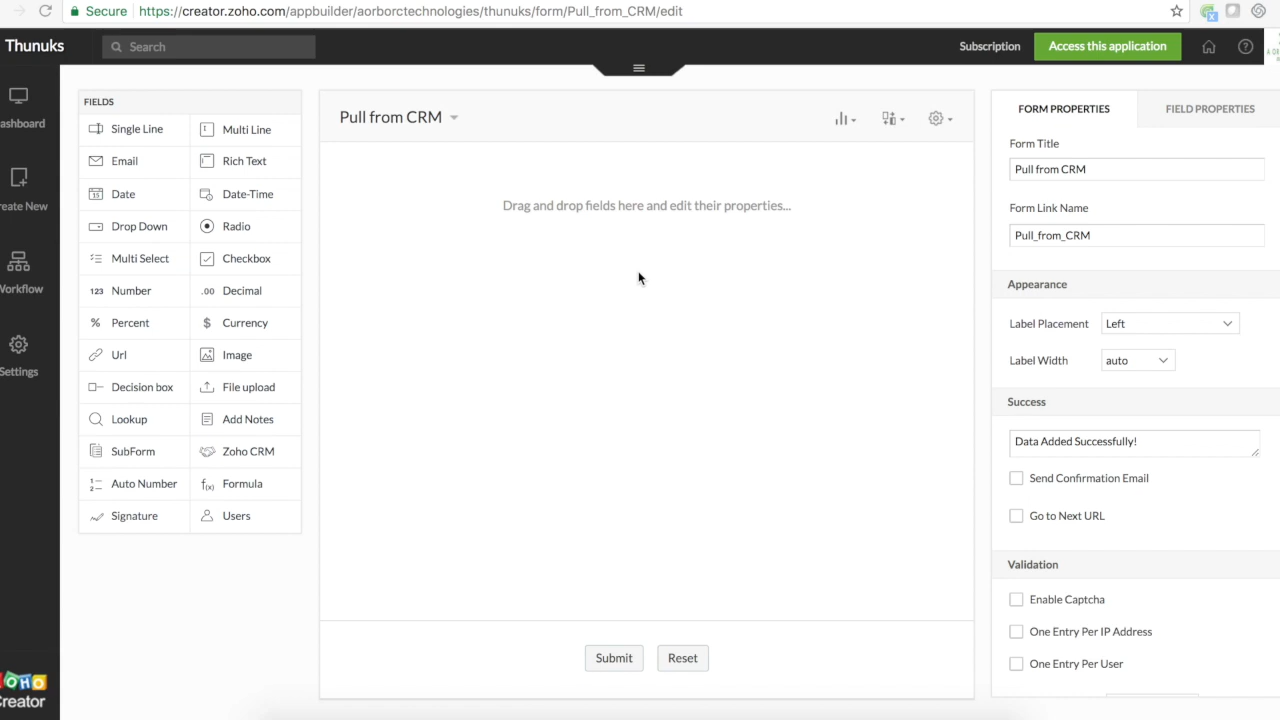 Secure
https://creator.zoho.com/appbuilder/aorborctechnologies/thunuks/form/Pull_from_CRM/edit
Thunuks
Search
Subscription
Access this application
ashboard
reate New
Workflow
Settings
Creator
FIELDS
Single Line
Multi Line
Email
Rich Text
Date
Date-Time
Drop Down
Radio
Multi Select
Checkbox
123 Number
.00 Decimal
% Percent
$ Currency
Url
Image
Decision box
File upload
Lookup
Add Notes
SubForm
Zoho CRM
Auto Number
f(x) Formula
Signature
Users
Pull from CRM
Drag and drop fields here and edit their properties...
Submit
Reset
FORM PROPERTIES
FIELD PROPERTIES
Form Title
Pull from CRM
Form Link Name
Pull_from_CRM
Appearance
Label Placement
Left
Label Width
auto
Success
Data Added Successfully!
Send Confirmation Email
Go to Next URL
Validation
Enable Captcha
One Entry Per IP Address
One Entry Per User